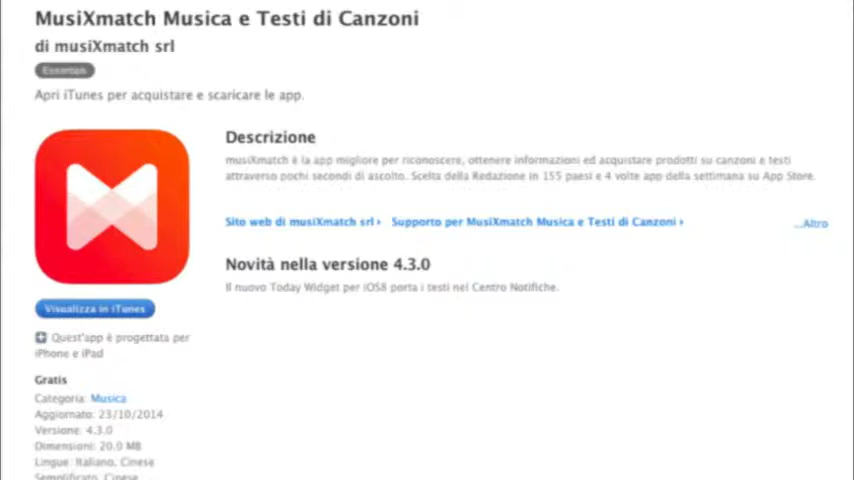 MusiXmatch Musica e Testi di Canzoni
di musiXmatch srl
Essentials
Apri iTunes per acquistare e scaricare le app.
Descrizione
musiXmatch è la app migliore per riconoscere, ottenere informazioni ed acquistare prodotti su canzoni e testi
attraverso pochi secondi di ascolto. Scelta della Redazione in 155 paesi e 4 volte app della settimana su App Store.
Sito web di musiXmatch srl Supporto per MusiXmatch Musica e Testi di Canzoni
...Altro
Novità nella versione 4.3.0
Il nuovo Today Widget per iOS8 porta i testi nel Centro Notifiche.
Visualizza in iTunes
Quest'app è progettata per
iPhone e iPad
Gratis
Categoria: Musica
Aggiornato: 23/10/2014
Versione: 4.3.0
Dimensioni: 20.0 MB
Lingue: Italiano, Cinese
Semplificato, Cinese